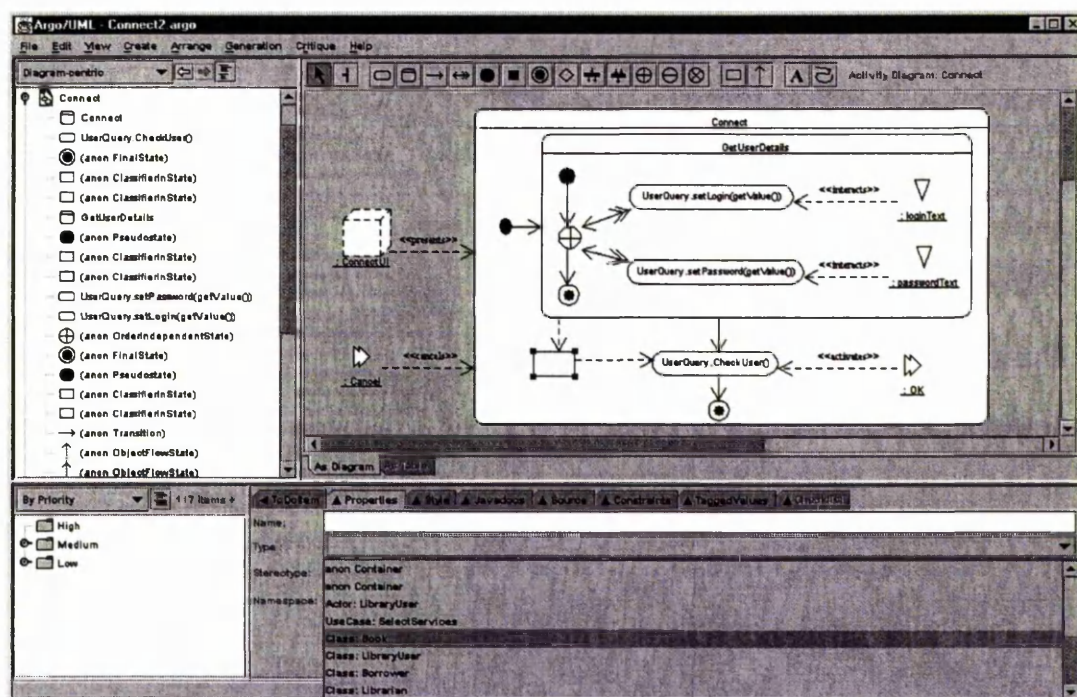 Argo/UML - Connect2.argo
File Edit View Create Arrange Generation Critique Help
Diagram-centric
Activity Diagram: Connect
Connect
Connect
UserQuery.CheckUser()
(anon FinalState)
(anon ClassifierInState)
(anon ClassifierInState)
GetUserDetails
(anon Pseudostate)
(anon ClassifierInState)
(anon ClassifierInState)
UserQuery.setPassword(getValue())
UserQuery.setLogin(getValue())
(anon OrderIndependentState)
(anon FinalState)
(anon Pseudostate)
(anon ClassifierInState)
(anon ClassifierInState)
(anon Transition)
(anon ObjectFlowState)
(anon ObjectFlowState)
Connect
GetUserDetails
UserQuery.setLogin(getValue())
<<interacts>>
: loginText
<<presents>>
: ConnectUI
UserQuery.setPassword(getValue())
<<interacts>>
: passwordText
<<cancels>>
: Cancel
UserQuery.CheckUser()
<<activates>>
: OK
As Diagram
By Priority
117 Items
ToDoItem Properties Style Javadocs Source Constraints TaggedValues Checklist
High
Medium
Low
Name:
Type
Stereotype:
Namespace:
anon Container
anon Container
Actor: LibraryUser
UseCase: SelectServices
Class: Book
Class: LibraryUser
Class: Borrower
Class: Librarian